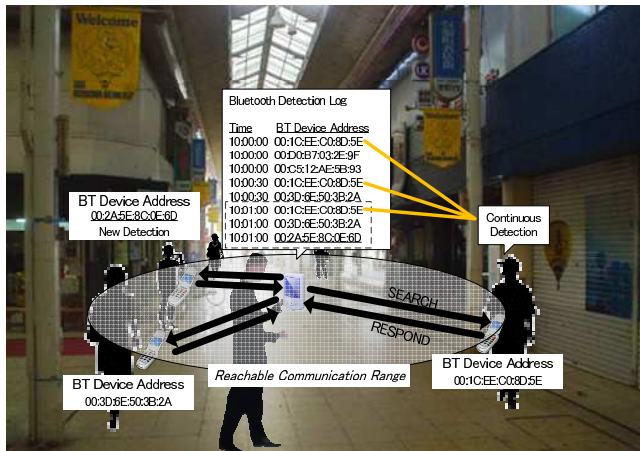 Welcome
Bluetooth Detection Log
Time BT Device Address
10:00:00 00:1C:EE:C0:8D:5E
10:00:00 00:D0:B7:03:2E:9F
10:00:00 00:C5:12:AE:5B:93
10:00:30 00:1C:EE:C0:8D:5E
10:00:30 00:3D:6E:50:3B:2A
10:01:00 00:1C:EE:C0:8D:5E
10:01:00 00:3D:6E:50:3B:2A
10:01:00 00:2A:5E:8C:0E:6D
BT Device Address
00:2A:5E:8C:0E:6D
New Detection
Continuous
Detection
SEARCH
RESPOND
Reachable Communication Range
BT Device Address
00:3D:6E:50:3B:2A
BT Device Address
00:1C:EE:C0:8D:5E